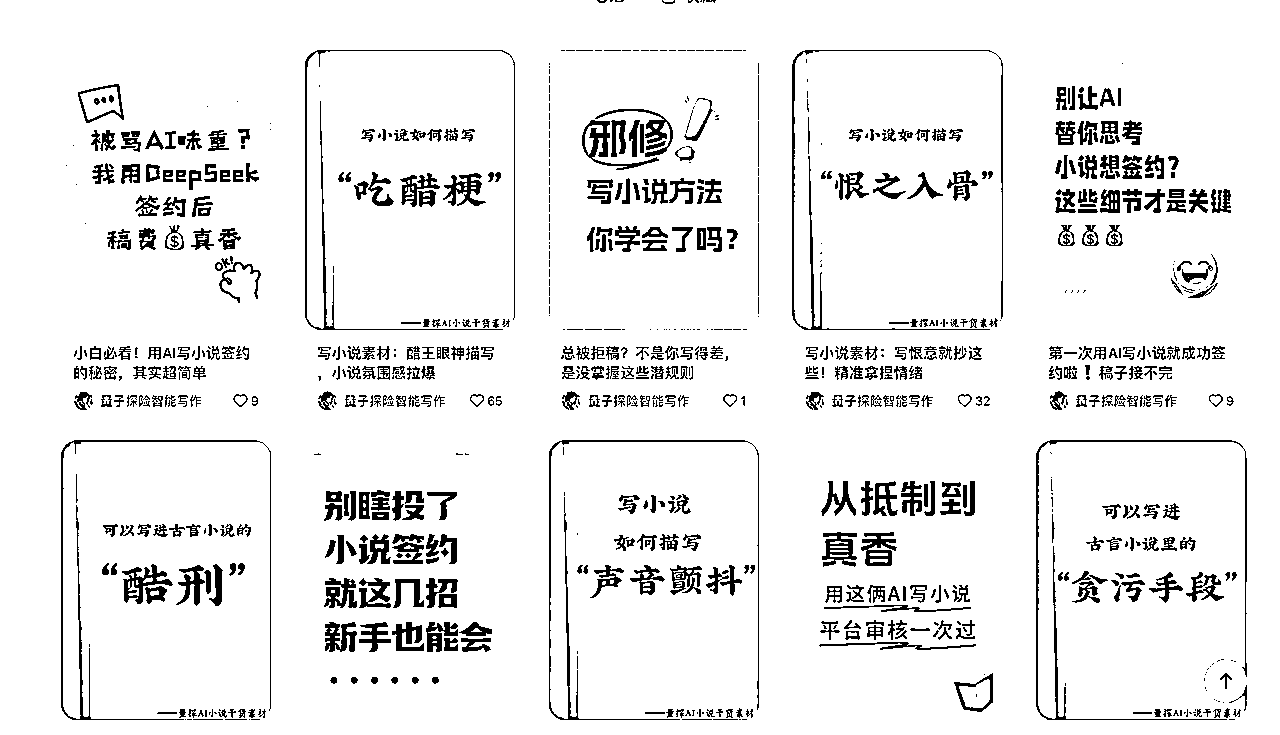 被骂AI味重？
我用DeepSeek
签约后
稿费💰真香
OK!
小白必看！用AI写小说签约
的秘密，其实超简单
量子探险智能写作
9
写小说如何描写
“吃醋梗”
——量探AI小说干货素材
写小说素材：醋王眼神描写
，小说氛围感拉爆
量子探险智能写作
65
邪修
写小说方法
你学会了吗?
总被拒稿？不是你写得差，
是没掌握这些潜规则
量子探险智能写作
1
写小说如何描写
“恨之入骨”
——量探AI小说干货素材
写小说素材：写恨意就抄这
些！精准拿捏情绪
量子探险智能写作
32
别让AI
替你思考
小说想签约?
这些细节才是关键
💰💰💰
第一次用AI写小说就成功签
约啦❗稿子接不完
量子探险智能写作
9
可以写进古言小说的
“酷刑”
——量探AI小说干货素材
别瞎投了
小说签约
就这几招
新手也能会
······
写小说
如何描写
“声音颤抖”
——量探AI小说干货素材
从抵制到
真香
用这俩AI写小说
平台审核一次过
可以写进
古言小说里的
“贪污手段”
——量探AI小说干货素材